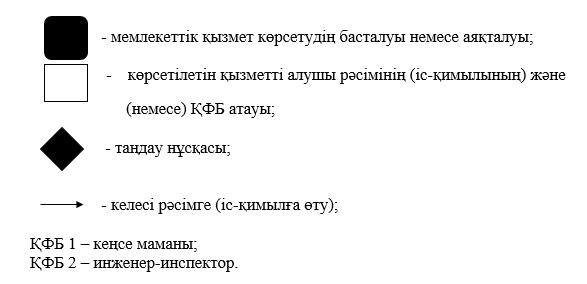 - мемлекеттік қызмет көрсетудің басталуы немесе аяқталуы;
- көрсетілетін қызметті алушы рәсімінің (іс-қимылының) және
(немесе) ҚФБ атауы;
- таңдау нұсқасы;
- келесі рәсімге (іс-қимылға өту);
ҚФБ 1 – кеңсе маманы;
ҚФБ 2 – инженер-инспектор.